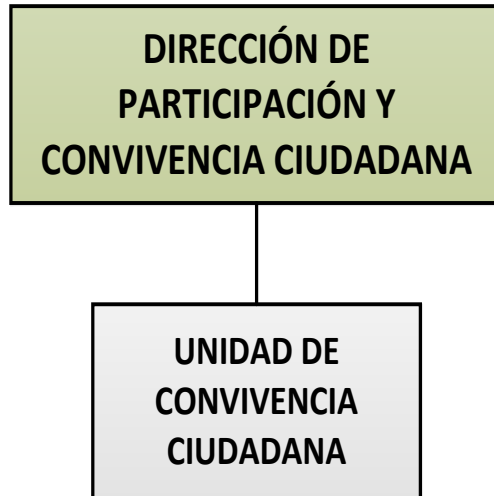 DIRECCIÓN DE
PARTICIPACIÓN Y
CONVIVENCIA CIUDADANA
UNIDAD DE
CONVIVENCIA
CIUDADANA